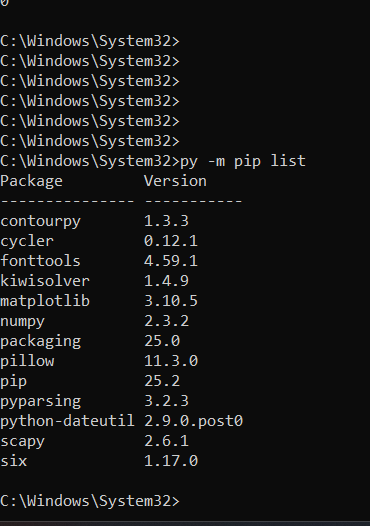 0
C:\Windows\System32>
C:\Windows\System32>
C:\Windows\System32>
C:\Windows\System32>
C:\Windows\System32>
C:\Windows\System32>
C:\Windows\System32>py -m pip list
Package         Version
--------------- -----------
contourpy       1.3.3
cycler          0.12.1
fonttools       4.59.1
kiwisolver      1.4.9
matplotlib      3.10.5
numpy           2.3.2
packaging       25.0
pillow          11.3.0
pip             25.2
pyparsing       3.2.3
python-dateutil 2.9.0.post0
scapy           2.6.1
six             1.17.0
C:\Windows\System32>